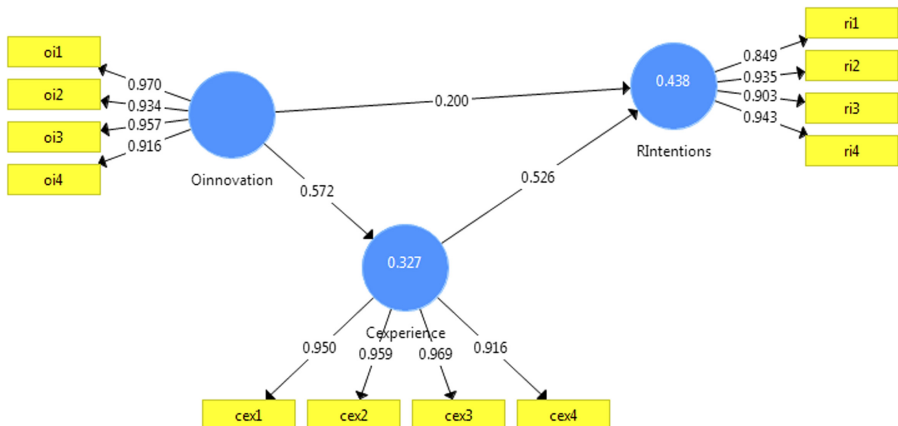 oi1
oi2
oi3
oi4
0.970
0.934
0.957
0.916
Oinnovation
0.200
0.572
0.526
0.438
RIntentions
0.849
0.935
0.903
0.943
ri1
ri2
ri3
ri4
0.327
Cexperience
0.950
0.959
0.969
0.916
cex1
cex2
cex3
cex4